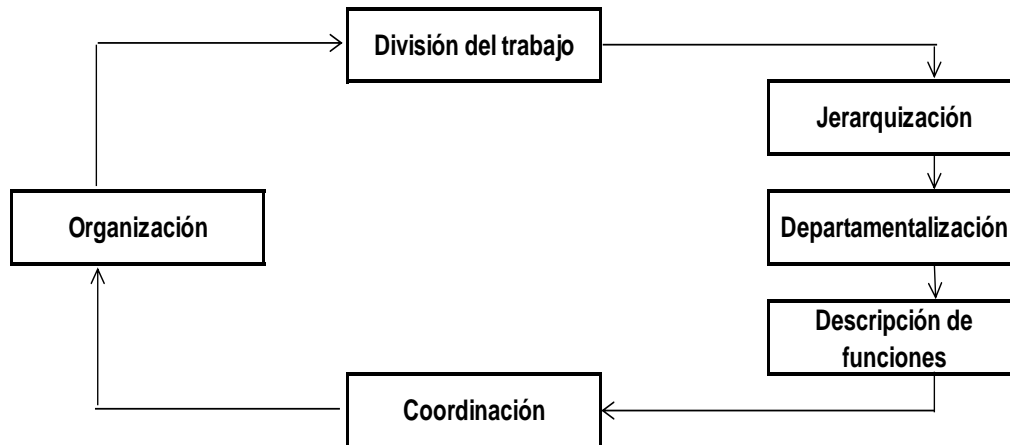 División del trabajo
Jerarquización
Organización
Departamentalización
Descripción de
funciones
Coordinación